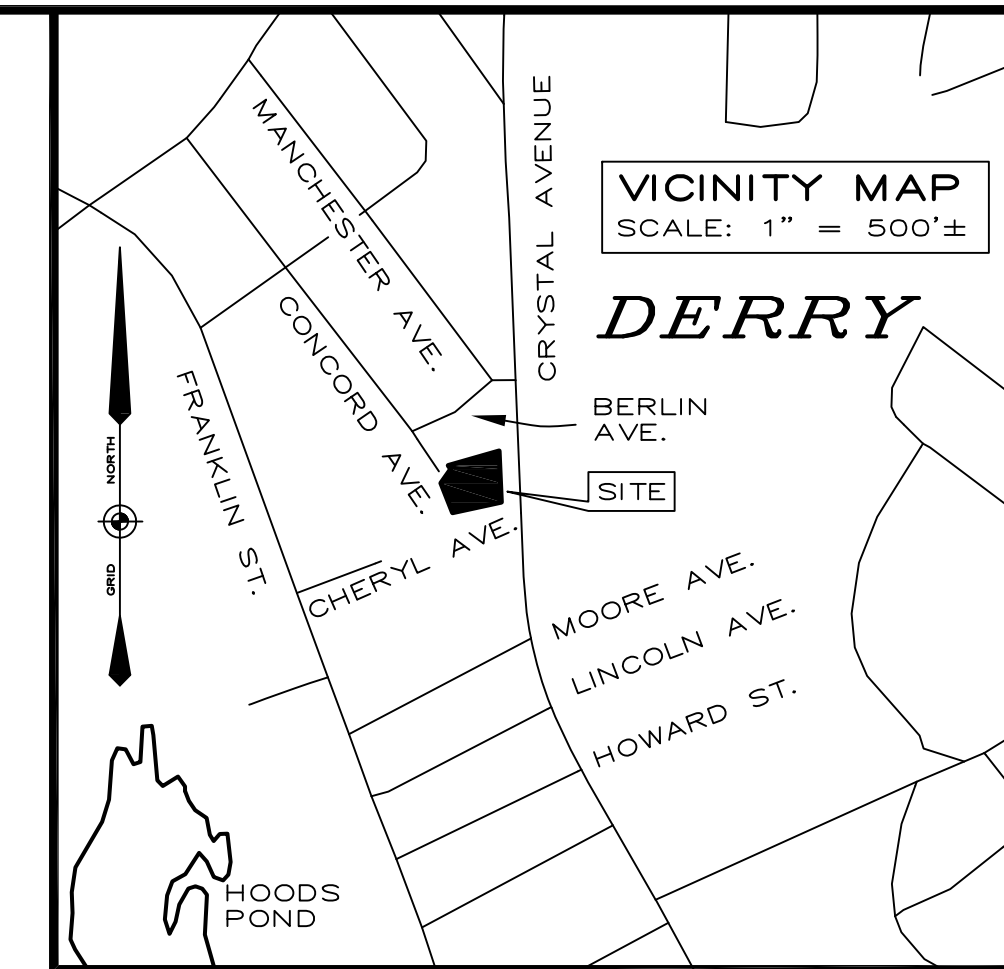 MANCHESTER AVE.
CRYSTAL AVENUE
VICINITY MAP
SCALE: 1" = 500'±
DERRY
CONCORD AVE.
FRANKLIN ST.
BERLIN
AVE.
NORTH
SITE
GRID
CHERYL AVE.
MOORE AVE.
LINCOLN AVE.
HOWARD ST.
HOODS
POND